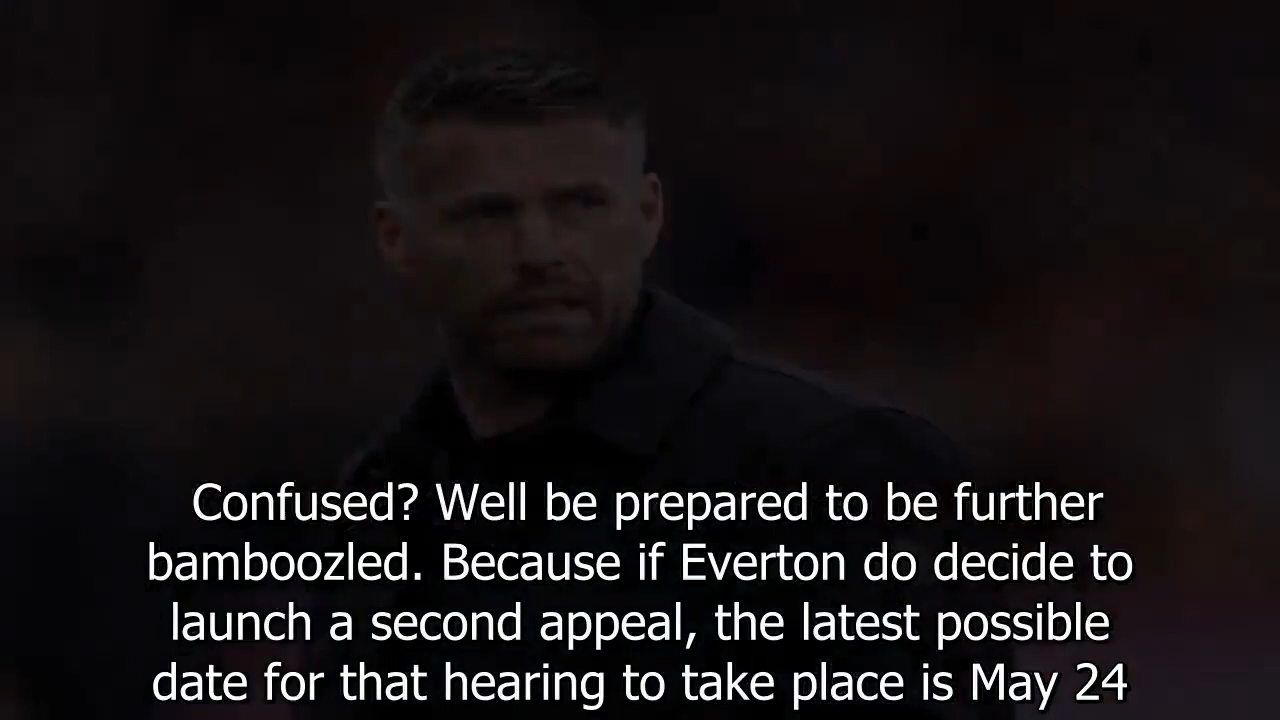 Confused? Well be prepared to be further
bamboozled. Because if Everton do decide to
launch a second appeal, the latest possible
date for that hearing to take place is May 24